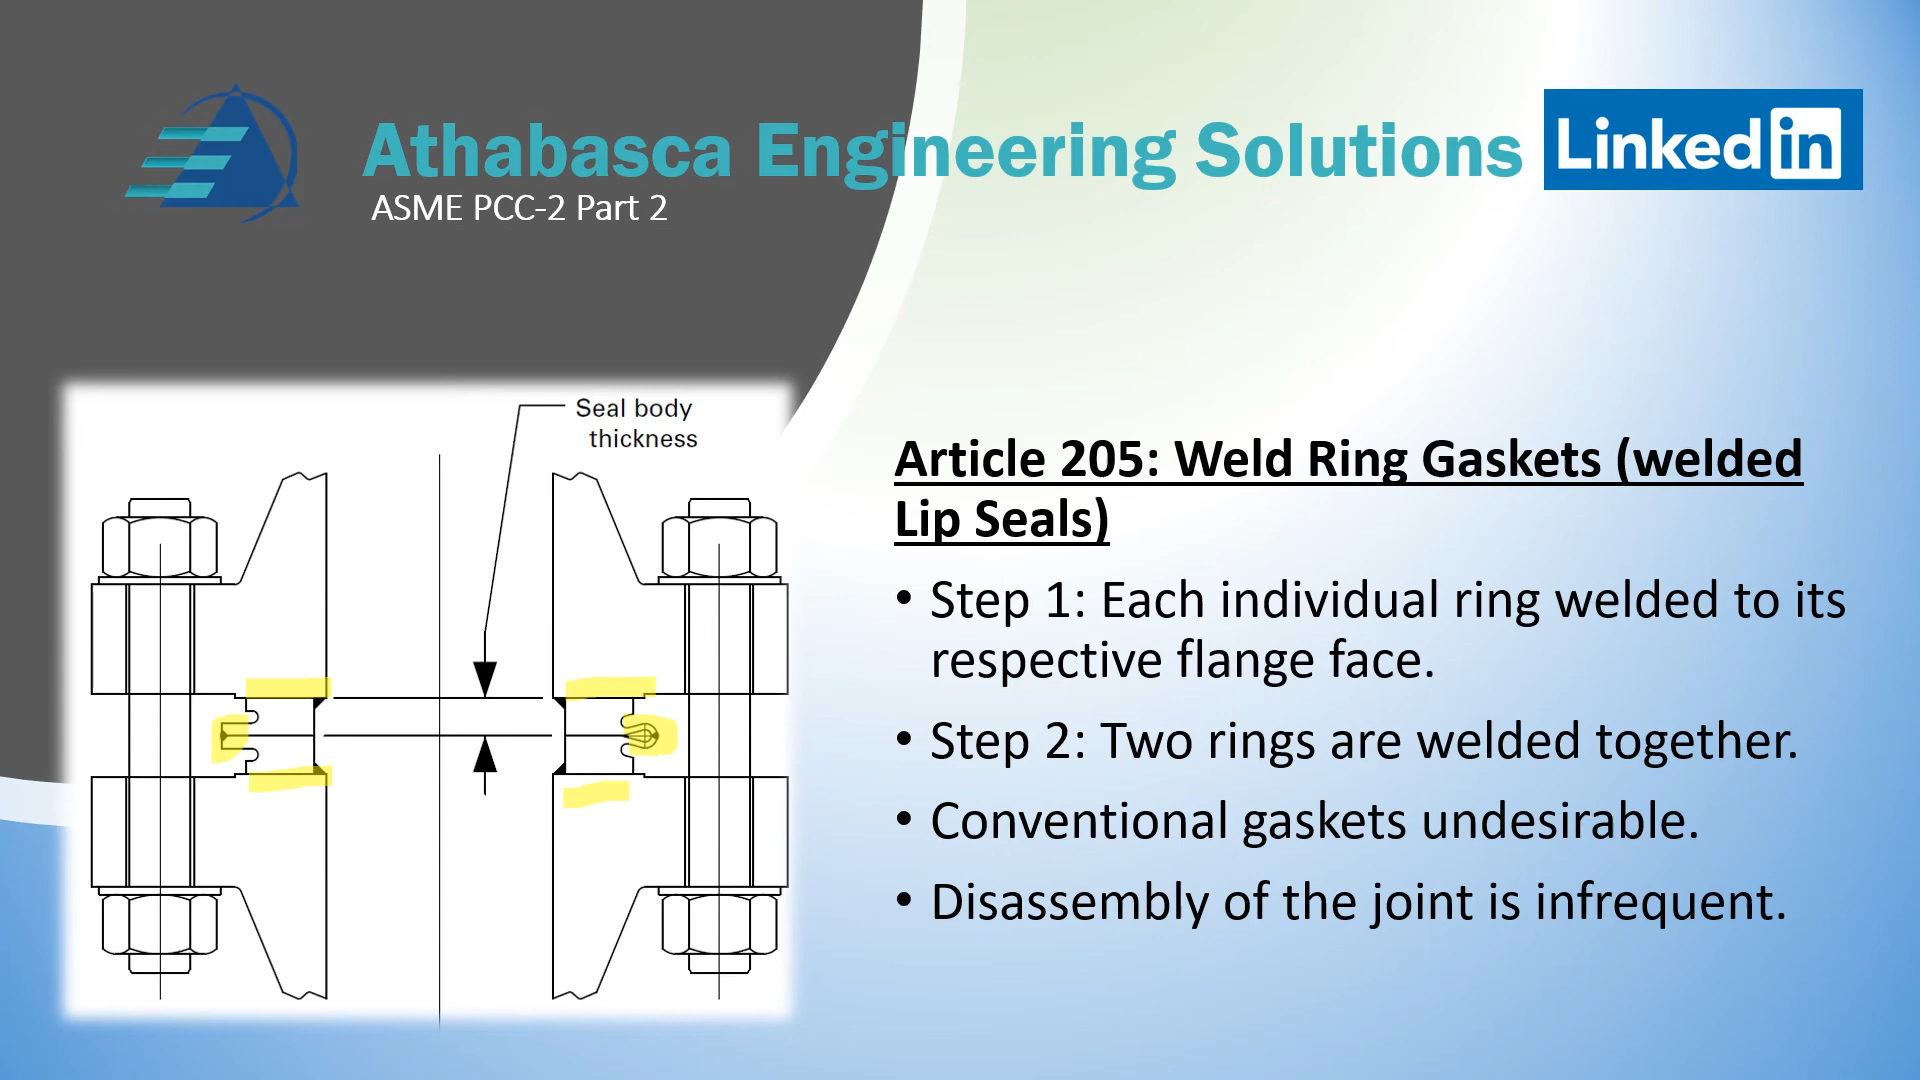 Athabasca Engineering Solutions
Linked in
ASME PCC-2 Part 2
Seal body
thickness
Article 205: Weld Ring Gaskets (welded
Lip Seals)
• Step 1: Each individual ring welded to its
respective flange face.
• Step 2: Two rings are welded together.
• Conventional gaskets undesirable.
• Disassembly of the joint is infrequent.